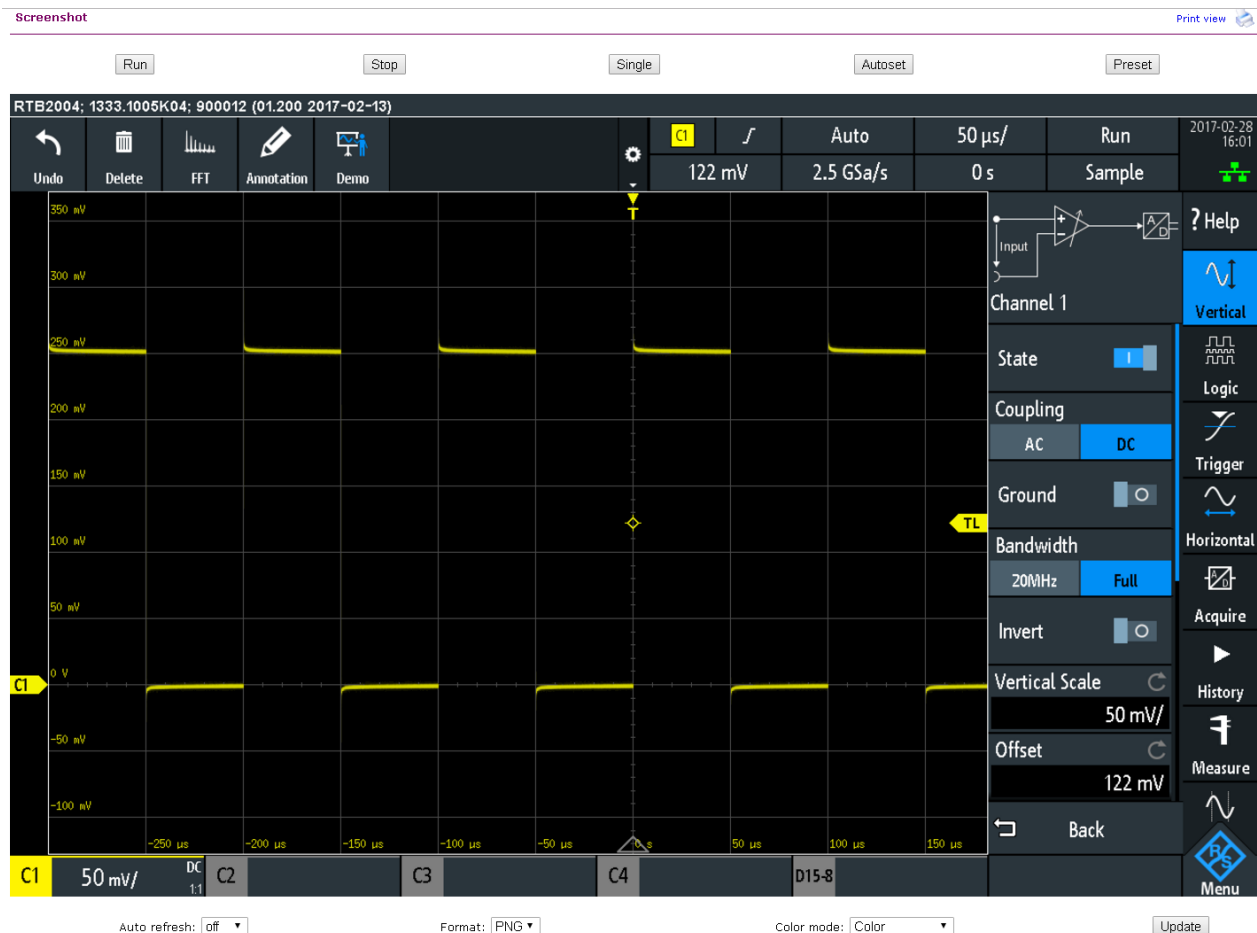 Screenshot
Print view
Run Stop Single Autoset Preset
RTB2004; 1333.1005K04; 900012 (01.200 2017-02-13)
Undo Delete FFT Annotation Demo
C1 Auto 50 µs/ Run
122 mV 2.5 GSa/s 0 s Sample
2017-02-28
16:01
350 mV
T
300 mV
250 mV
200 mV
150 mV
100 mV
TL
50 mV
0 V
C1
-50 mV
-100 mV
-250 µs -200 µs -150 µs -100 µs -50 µs 0 s 50 µs 100 µs 150 µs
Input
A
D
Channel 1
State
Coupling
AC DC
Ground
Bandwidth
20MHz Full
Invert
Vertical Scale
50 mV/
Offset
122 mV
Back
? Help
Vertical
Logic
Trigger
Horizontal
A
D
Acquire
History
Measure
R&S
Menu
C1 50 mV/ DC
1:1
C2
C3
C4
D15-8
Auto refresh: off Format: PNG Color mode: Color Update